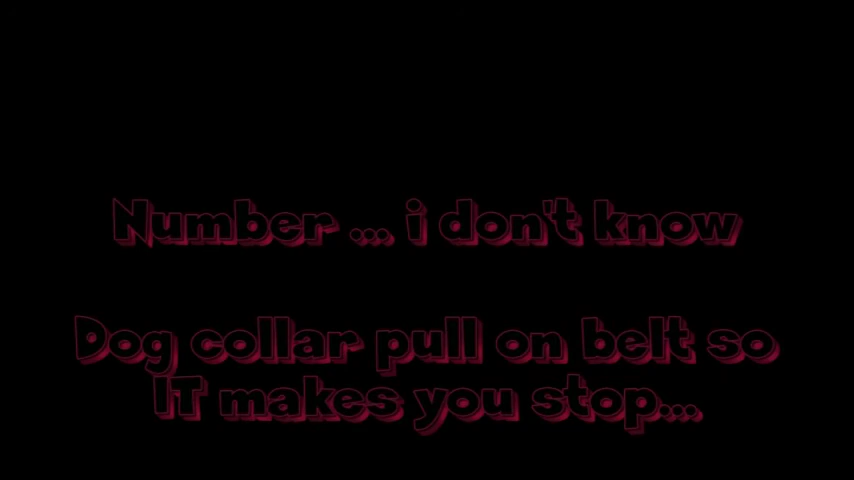 Number ... i don't know
Dog collar pull on belt so
IT makes you stop...